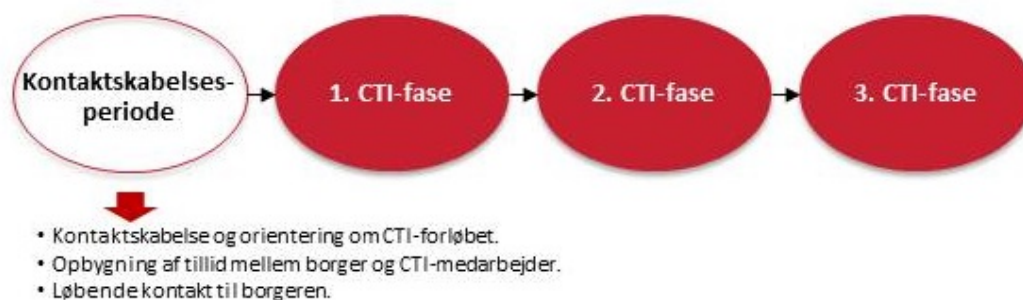 Kontaktskabelses-
periode
1. CTI-fase
2. CTI-fase
3. CTI-fase
• Kontaktskabelse og orientering om CTI-forløbet.
• Opbygning af tillid mellem borger og CTI-medarbejder.
• Løbende kontakt til borgeren.